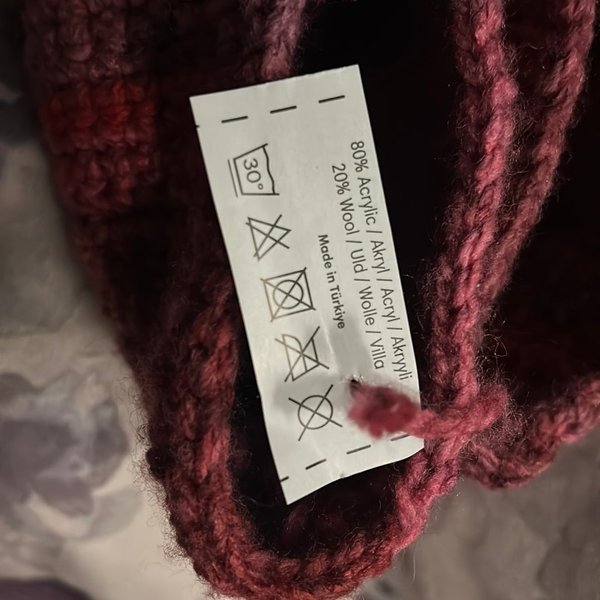 80% Acrylic / Akryl / Acryl / Akryyli
20% Wool / Uld / Wolle / Villa
Made in Türkiye
30°